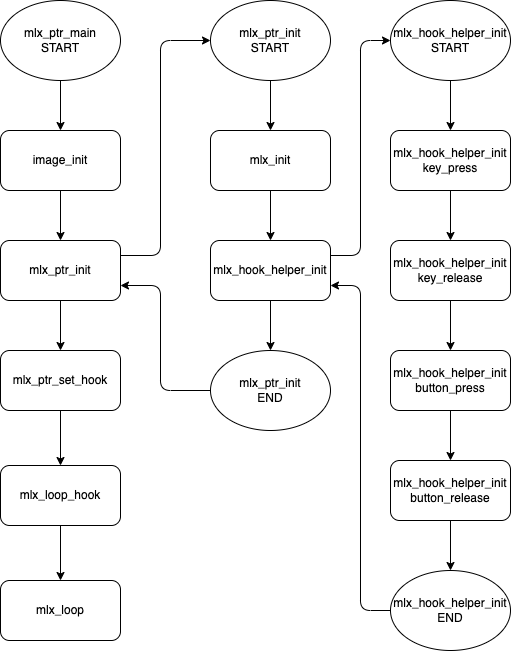 mlx_ptr_main
START
image_init
mlx_ptr_init
mlx_ptr_set_hook
mlx_loop_hook
mlx_loop
mlx_ptr_init
START
mlx_init
mlx_hook_helper_init
mlx_ptr_init
END
mlx_hook_helper_init
START
mlx_hook_helper_init
key_press
mlx_hook_helper_init
key_release
mlx_hook_helper_init
button_press
mlx_hook_helper_init
button_release
mlx_hook_helper_init
END